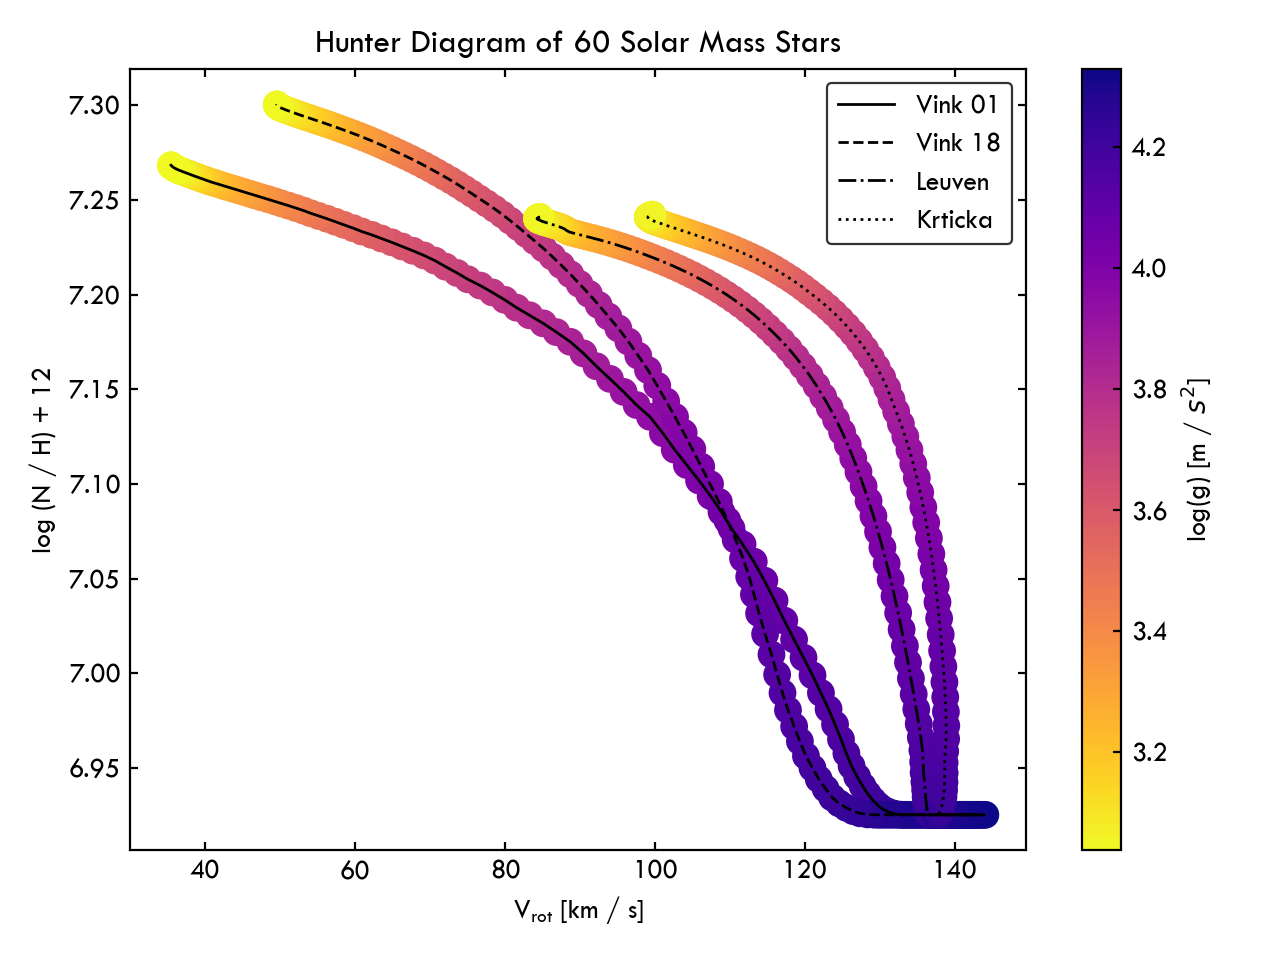 Hunter Diagram of 60 Solar Mass Stars
7.30
7.25
7.20
7.15
7.10
7.05
7.00
6.95
log (N / H) + 12
40
60
80
100
120
140
V_rot [km / s]
Vink 01
Vink 18
Leuven
Krticka
4.2
4.0
3.8
3.6
3.4
3.2
log(g) [m / s²]